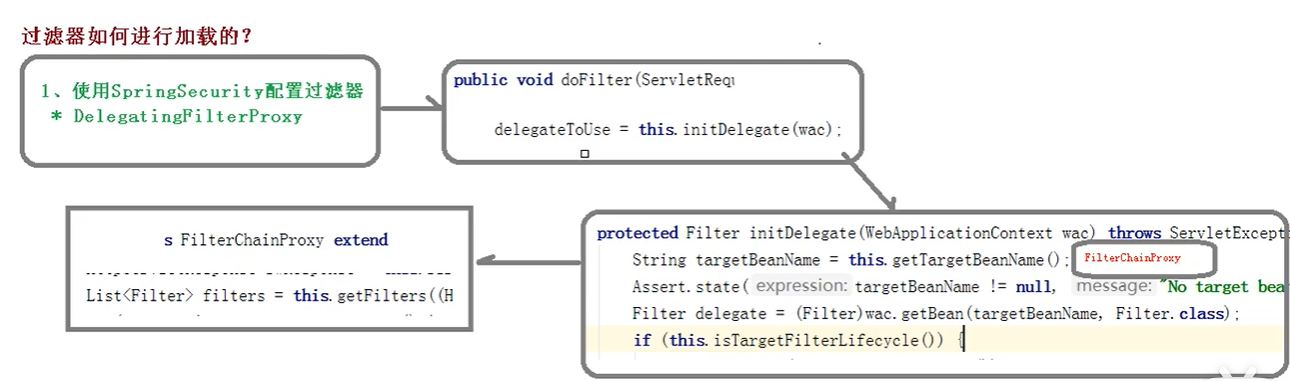 过滤器如何进行加载的？
1、使用SpringSecurity配置过滤器
* DelegatingFilterProxy
public void doFilter(ServletRequ
delegateToUse = this.initDelegate(wac);
protected Filter initDelegate(WebApplicationContext wac) throws ServletExcepti
String targetBeanName = this.getTargetBeanName(); FilterChainProxy
Assert.state( expression: targetBeanName != null, message: "No target bea
Filter delegate = (Filter)wac.getBean(targetBeanName, Filter.class);
if (this.isTargetFilterLifecycle()) {
s FilterChainProxy extend
List<Filter> filters = this.getFilters((H